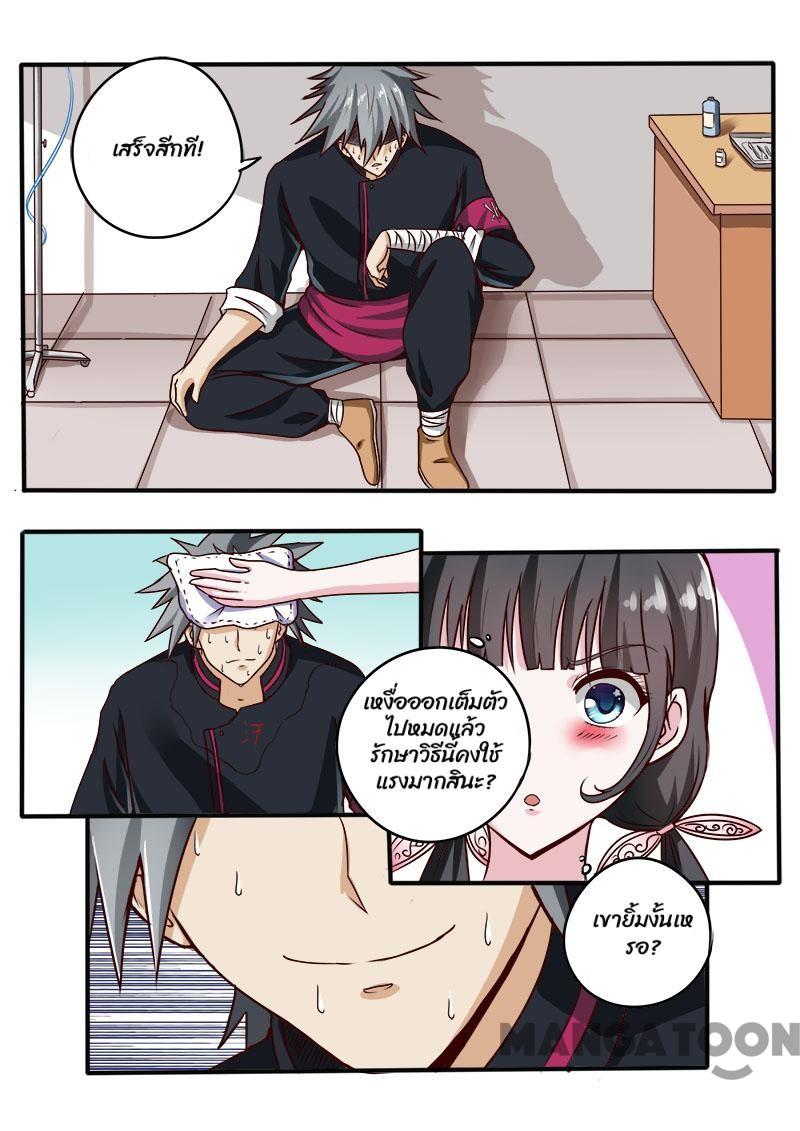 เสร็จสักที!
เหงื่อออกเต็มตัว
ไปหมดแล้ว
รักษาวิธีนี้คงใช้
แรงมากสินะ?
汗
เขายิ้มงั้นเห
รอ?
MANGATOON